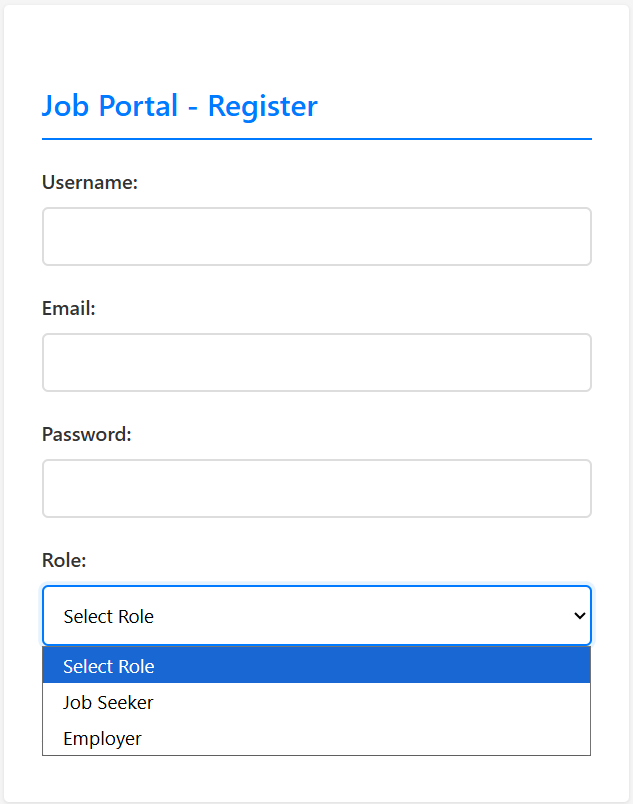 Job Portal - Register
Username:
Email:
Password:
Role:
Select Role
Select Role
Job Seeker
Employer